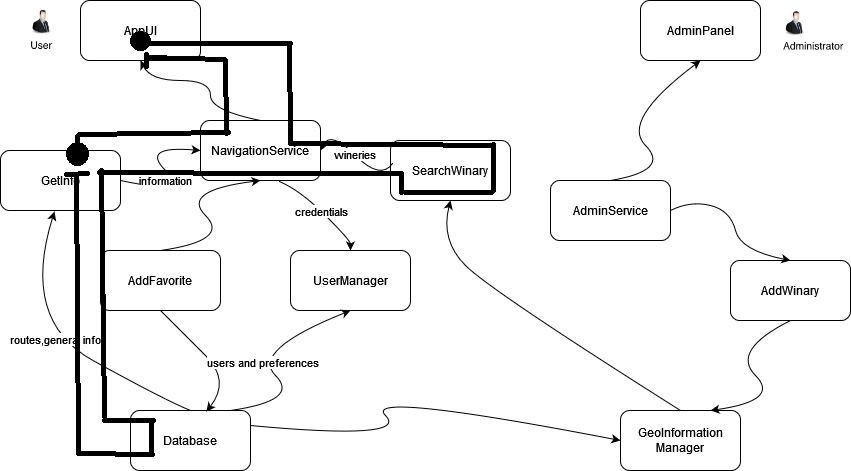 AppUI
AdminPanel
User
Administrator
NavigationService
wineries
SearchWinary
GetInfo
information
AdminService
credentials
AddFavorite
UserManager
AddWinary
routes,general info
users and preferences
Database
GeoInformation
Manager